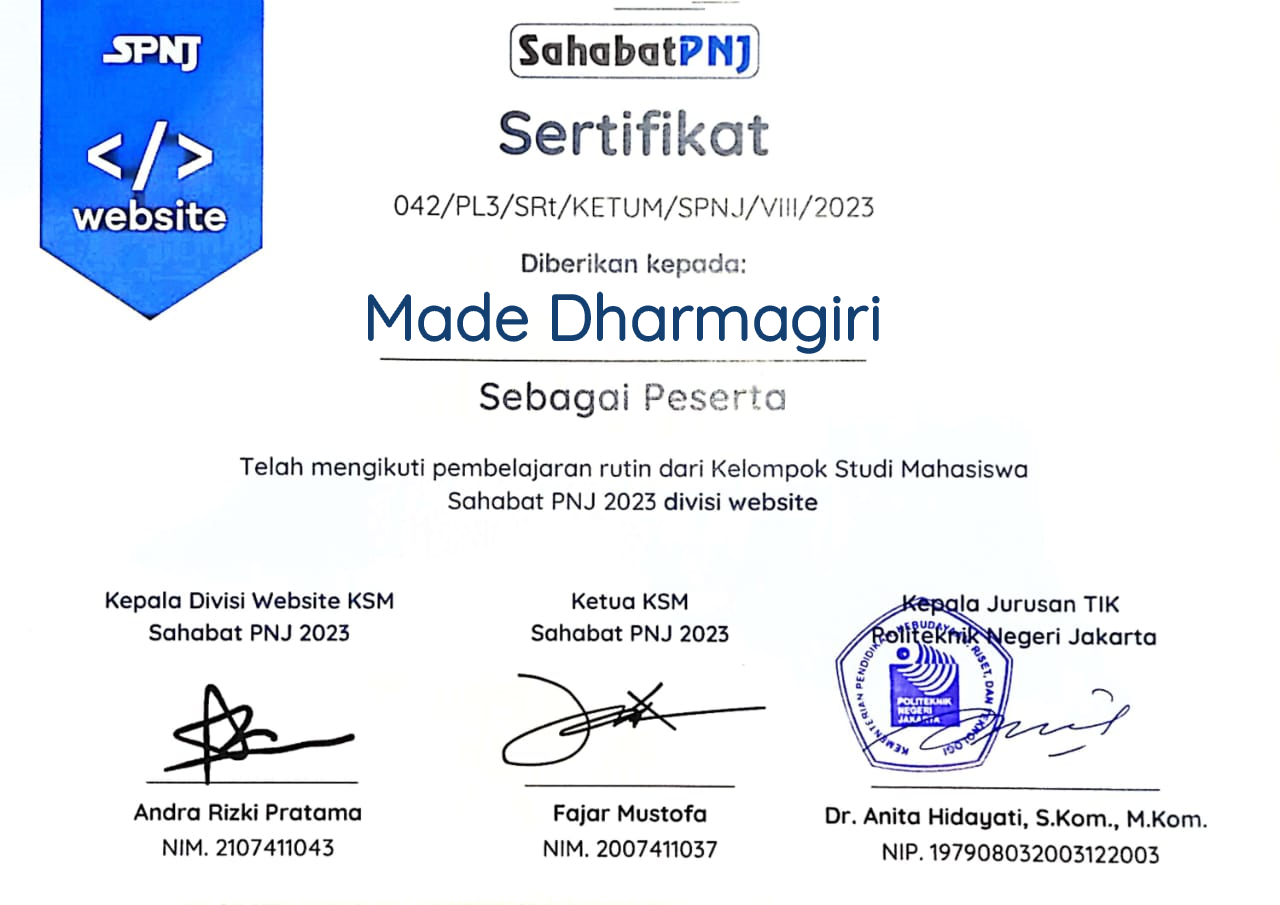 SPNJ
</>
website
SahabatPNJ
Sertifikat
042/PL3/SRt/KETUM/SPNJ/VIII/2023
Diberikan kepada:
Made Dharmagiri
Sebagai Peserta
Telah mengikuti pembelajaran rutin dari Kelompok Studi Mahasiswa
Sahabat PNJ 2023 divisi website
Kepala Divisi Website KSM
Sahabat PNJ 2023
Andra Rizki Pratama
NIM. 2107411043
Ketua KSM
Sahabat PNJ 2023
Fajar Mustofa
NIM. 2007411037
Kepala Jurusan TIK
Politeknik Negeri Jakarta
KEMENTERIAN PENDIDIKAN, KEBUDAYAAN, RISET, DAN TEKNOLOGI
POLITEKNIK
NEGERI
JAKARTA
Dr. Anita Hidayati, S.Kom., M.Kom.
NIP. 197908032003122003